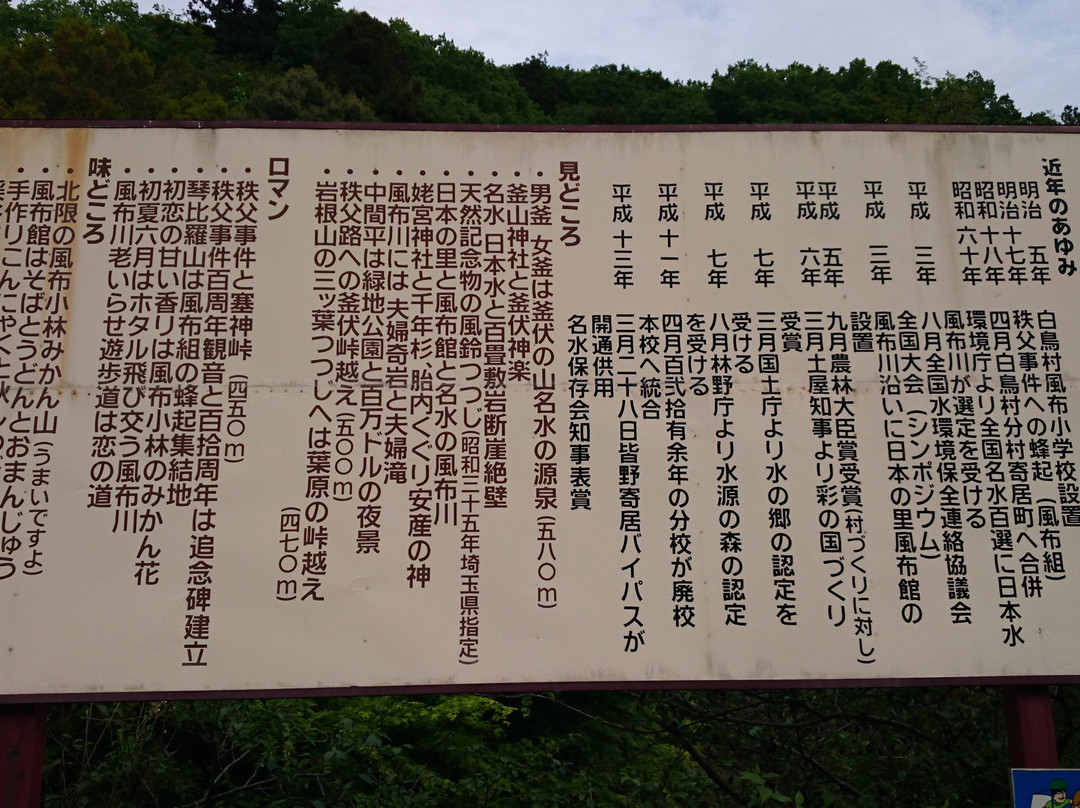 近年のあゆみ
明治 五年 白鳥村風布小学校設置
明治 十七年 秩父事件への蜂起(風布組)
昭和 十八年 四月白鳥村分村寄居町へ合併
昭和 六十年 環境庁より全国名水百選に日本水
風布川が選定を受ける
平成 三年 八月全国水環境保全連絡協議会
全国大会(シンポジウム)
平成 三年 風布川沿いに日本の里風布館の
設置
平成 五年 九月農林大臣賞受賞(村づくりに対し)
平成 六年 三月土屋知事より彩の国づくり
受賞
平成 七年 三月国土庁より水の郷の認定を
受ける
平成 七年 八月林野庁より水源の森の認定
を受ける
平成 十一年 四月百弐拾有余年の分校が廃校
本校へ統合
平成 十三年 三月二十八日皆野寄居バイパスが
開通供用
名水保存会知事表賞
見どころ
・男釜 女釜は釜伏の山名水の源泉(五八〇m)
・釜山神社と釜伏神楽
・名水 日本水と百畳敷岩断崖絶壁
・天然記念物の風鈴つつじ(昭和三十五年埼玉県指定)
・日本の里と風布館と名水の風布川
・姥宮神社と千年杉、胎内くぐり安産の神
・風布川には夫婦奇岩と夫婦滝
・中間平は緑地公園と百万ドルの夜景
・秩父路への釜伏峠越え(五〇〇m)
・岩根山の三ッ葉つつじへは葉原の峠越え
(四七〇m)
ロマン
・秩父事件と塞神峠(四五〇m)
・秩父事件百周年観音と百拾周年は追念碑建立
・琴比羅山は風布組の蜂起集結地
・初恋の甘い香りは風布小林のみかん花
・初夏六月はホタル飛び交う風布川
・風布川老いらせ遊歩道は恋の道
味どころ
・北限の風布小林みかん山(うまいですよ)
・風布館はそばとうどんとおまんじゅう
・手作りこんにゃくと